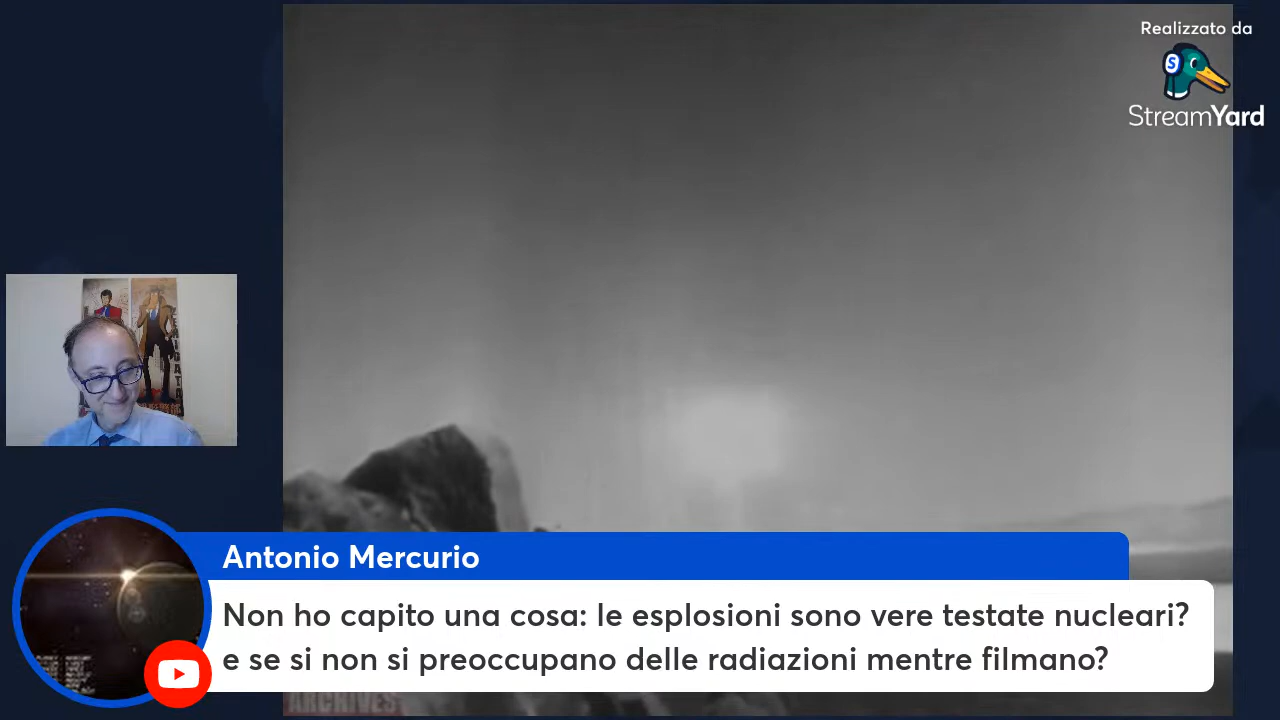 Realizzato da
S
StreamYard
ZENIGATA
Antonio Mercurio
Non ho capito una cosa: le esplosioni sono vere testate nucleari?
e se si non si preoccupano delle radiazioni mentre filmano?
ARCHIVES